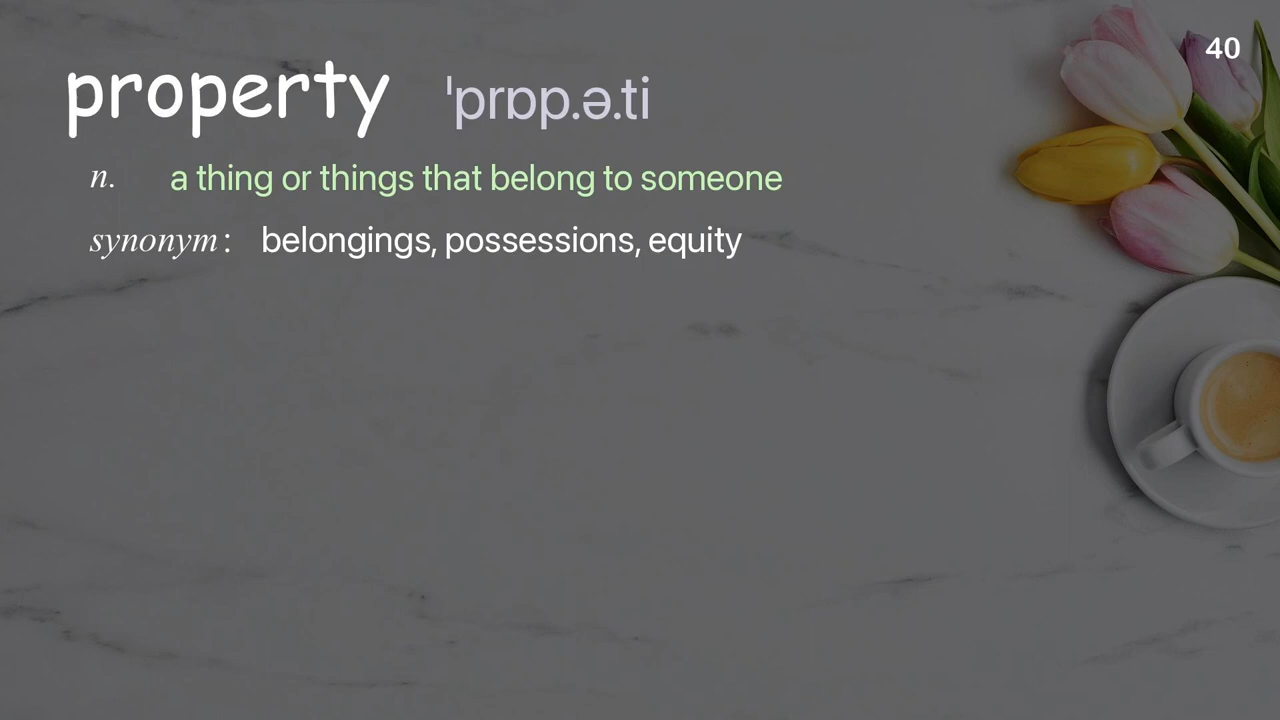 40
property ˈprɒp.ə.ti
n. a thing or things that belong to someone
synonym: belongings, possessions, equity